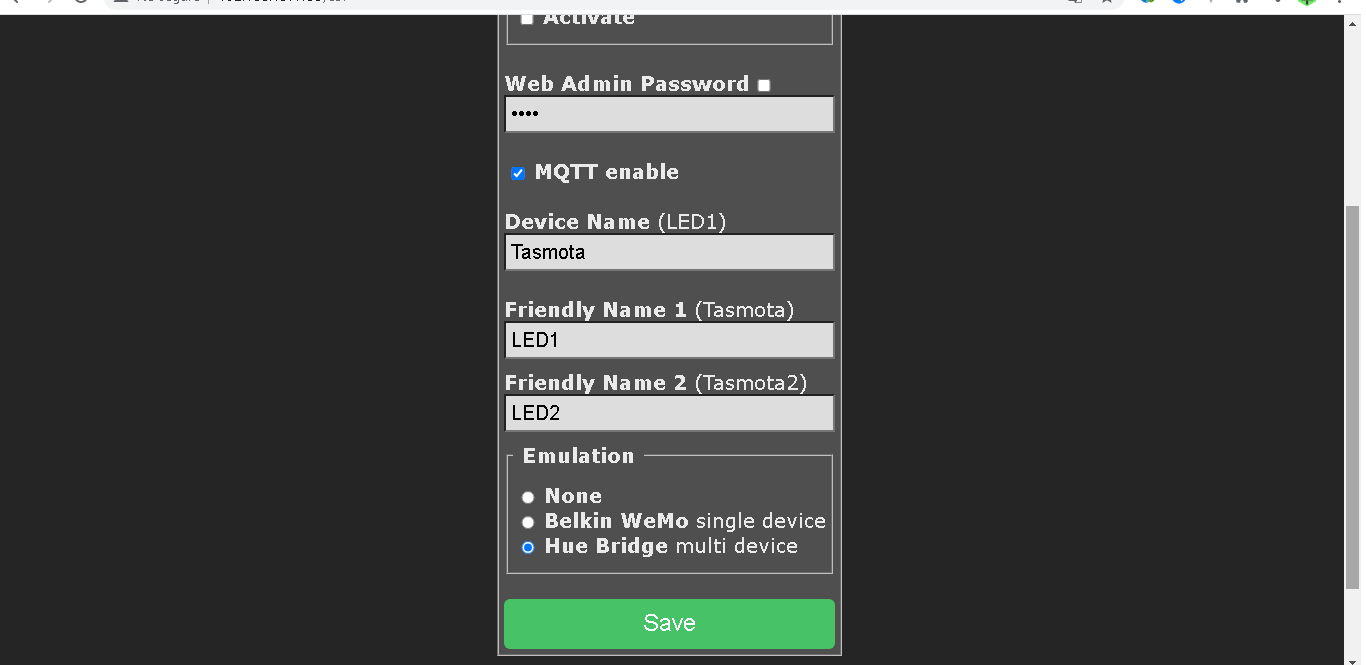 Activate
Web Admin Password
••••
MQTT enable
Device Name (LED1)
Tasmota
Friendly Name 1 (Tasmota)
LED1
Friendly Name 2 (Tasmota2)
LED2
Emulation
None
Belkin WeMo single device
Hue Bridge multi device
Save